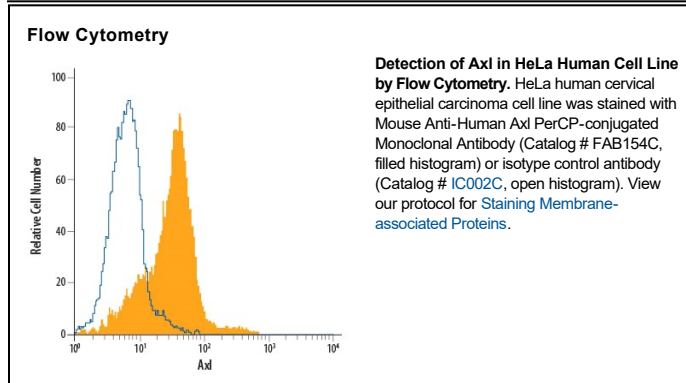 Flow Cytometry
Detection of Axl in HeLa Human Cell Line
by Flow Cytometry. HeLa human cervical
epithelial carcinoma cell line was stained with
Mouse Anti-Human Axl PerCP-conjugated
Monoclonal Antibody (Catalog # FAB154C,
filled histogram) or isotype control antibody
(Catalog # IC002C, open histogram). View
our protocol for Staining Membrane-
associated Proteins.
Relative Cell Number
100
80
60
40
20
0
10⁰ 10¹ 10² 10³ 10⁴
Axl